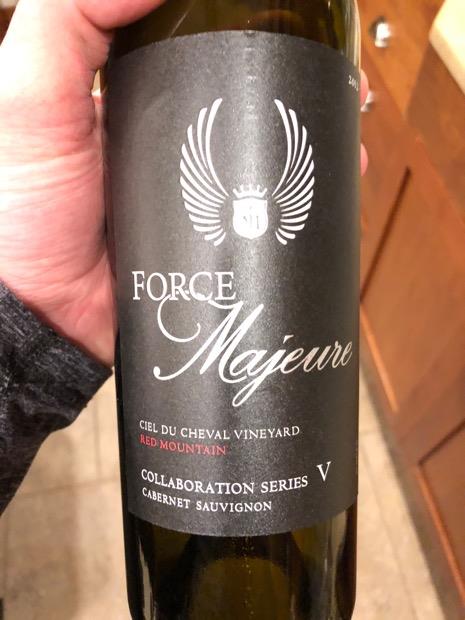 FORCE
Majeure
CIEL DU CHEVAL VINEYARD
RED MOUNTAIN
COLLABORATION SERIES V
CABERNET SAUVIGNON